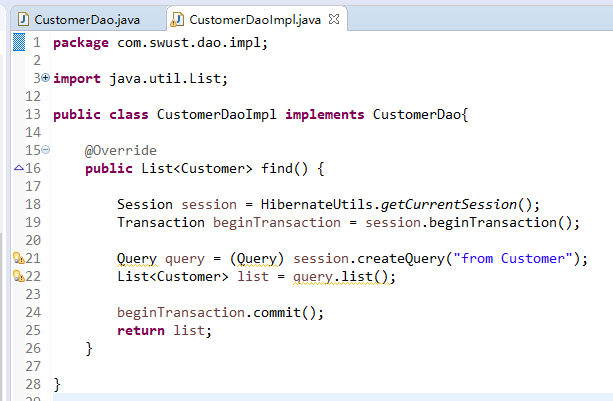 CustomerDao.java CustomerDaoImpl.java
1 package com.swust.dao.impl;
2
3 import java.util.List;
12
13 public class CustomerDaoImpl implements CustomerDao{
14
15 @Override
16 public List<Customer> find() {
17
18 Session session = HibernateUtils.getCurrentSession();
19 Transaction beginTransaction = session.beginTransaction();
20
21 Query query = (Query) session.createQuery("from Customer");
22 List<Customer> list = query.list();
23
24 beginTransaction.commit();
25 return list;
26 }
27
28 }
29